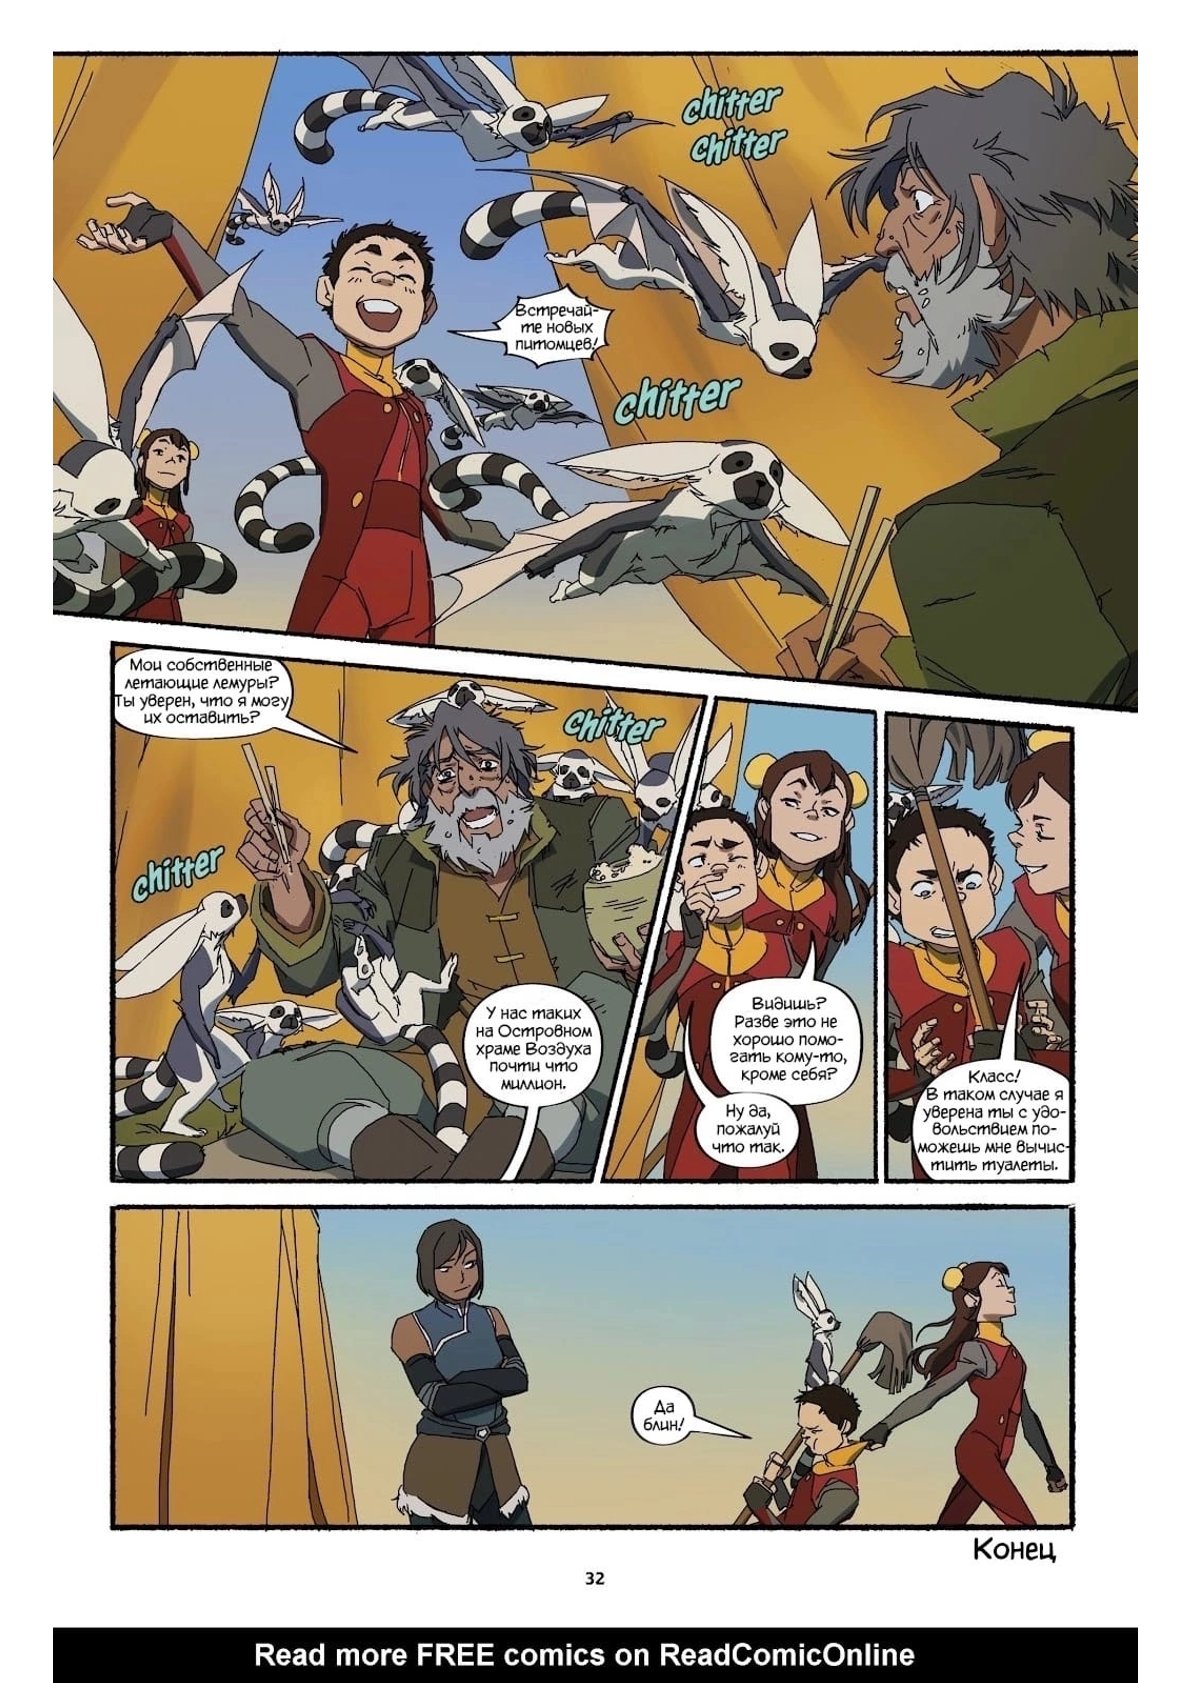 chitter
chitter
Встречай-
те новых
питомцев!
chitter
Мои собственные
летающие лемуры?
Ты уверен, что я могу
их оставить?
chitter
chitter
У нас таких
на Островном
храме Воздуха
почти что
миллион.
Видишь?
Разве это не
хорошо помо-
гать кому-то,
кроме себя?
Ну да,
пожалуй
что так.
Класс!
В таком случае я
уверена ты с удо-
вольствием по-
можешь мне вычис-
тить туалеты.
Да
блин!
Конец
32
Read more FREE comics on ReadComicOnline